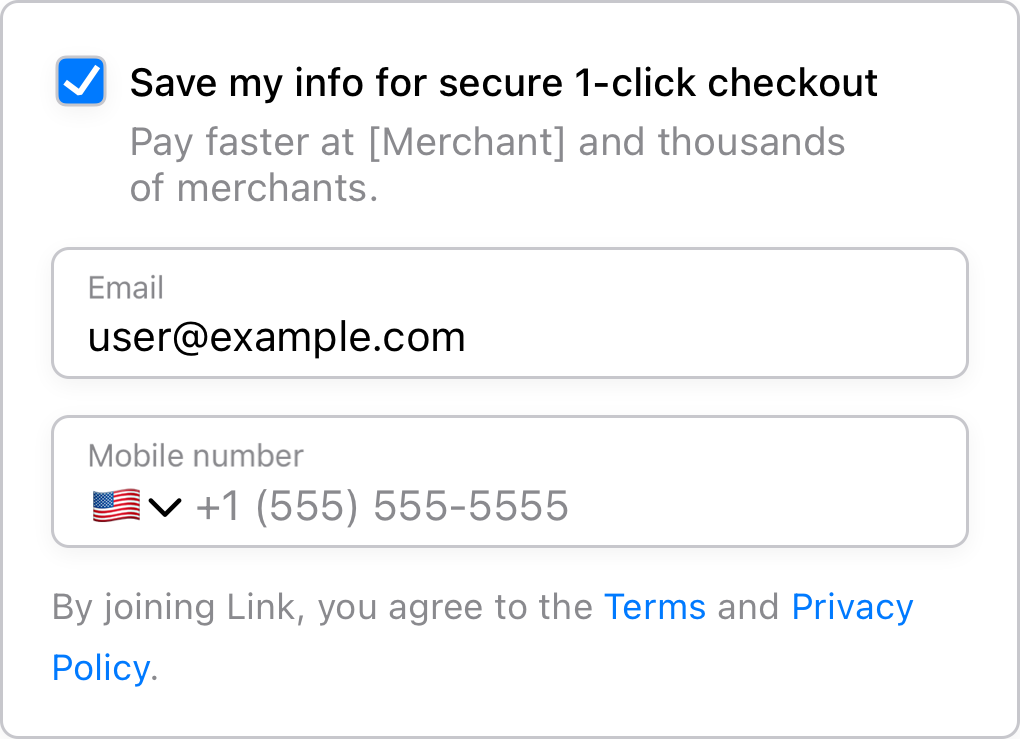 Save my info for secure 1-click checkout
Pay faster at [Merchant] and thousands
of merchants.
Email
user@example.com
Mobile number
+1 (555) 555-5555
By joining Link, you agree to the Terms and Privacy
Policy.